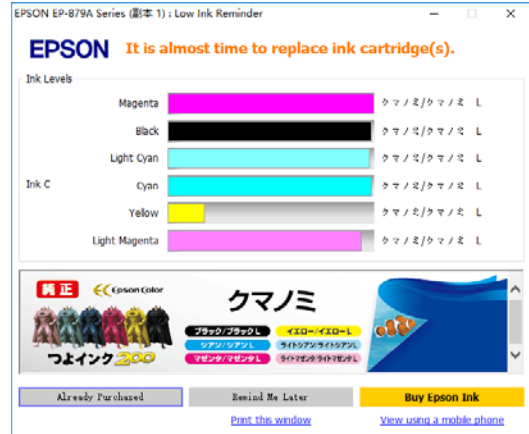 EPSON EP-879A Series (副本 1) : Low Ink Reminder
EPSON It is almost time to replace ink cartridge(s).
Ink Levels
Magenta クマノミ/クマノミ L
Black クマノミ/クマノミ L
Light Cyan クマノミ/クマノミ L
Ink C Cyan クマノミ/クマノミ L
Yellow クマノミ/クマノミ L
Light Magenta クマノミ/クマノミ L
純正 Epson Color
クマノミ
ブラック/ブラックL イエロー/イエローL
シアン/シアンL ライトシアン/ライトシアンL
つよインク200 マゼンタ/マゼンタL ライトマゼンタ/ライトマゼンタL
Already Purchased Remind Me Later Buy Epson Ink
Print this window View using a mobile phone